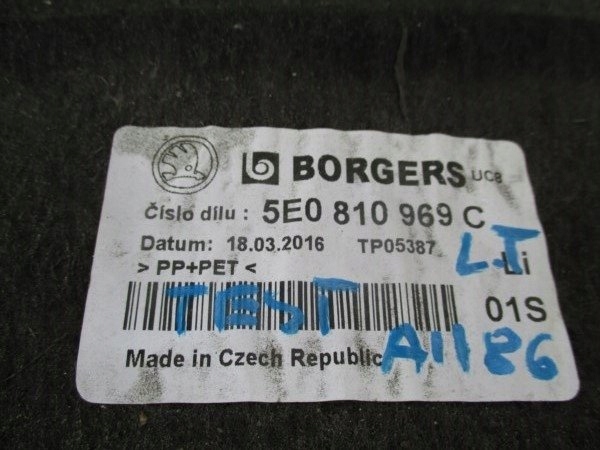 BORGERS UC8
Číslo dílu : 5E0 810 969 C
Datum: 18.03.2016 TP05387 LI Li
> PP+PET <
TEST 01S
Made in Czech Republic A1186